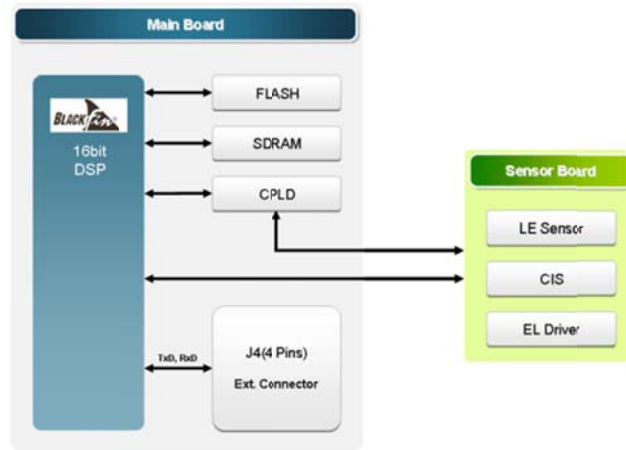 Main Board
BLACKfin
16bit
DSP
FLASH
SDRAM
CPLD
TxD, RxD
J4(4 Pins)
Ext. Connector
Sensor Board
LE Sensor
CIS
EL Driver